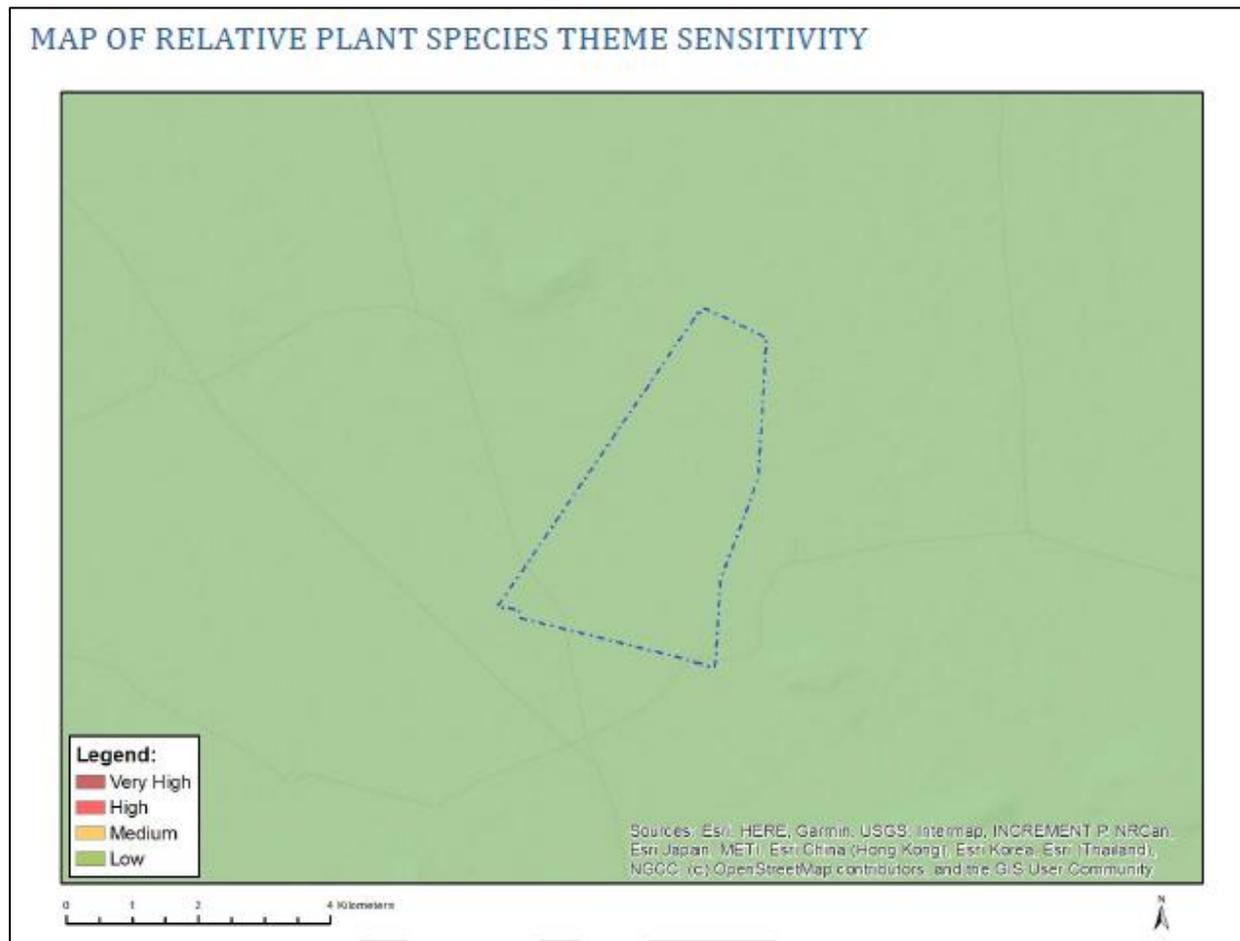 MAP OF RELATIVE PLANT SPECIES THEME SENSITIVITY
Legend:
Very High
High
Medium
Low
Sources: Esri, HERE, Garmin, USGS, Intermap, INCREMENT P, NRCan,
Esri Japan, METI, Esri China (Hong Kong), Esri Korea, Esri (Thailand),
NGCC, (c) OpenStreetMap contributors, and the GIS User Community
0 1 2 4 Kilometers
N